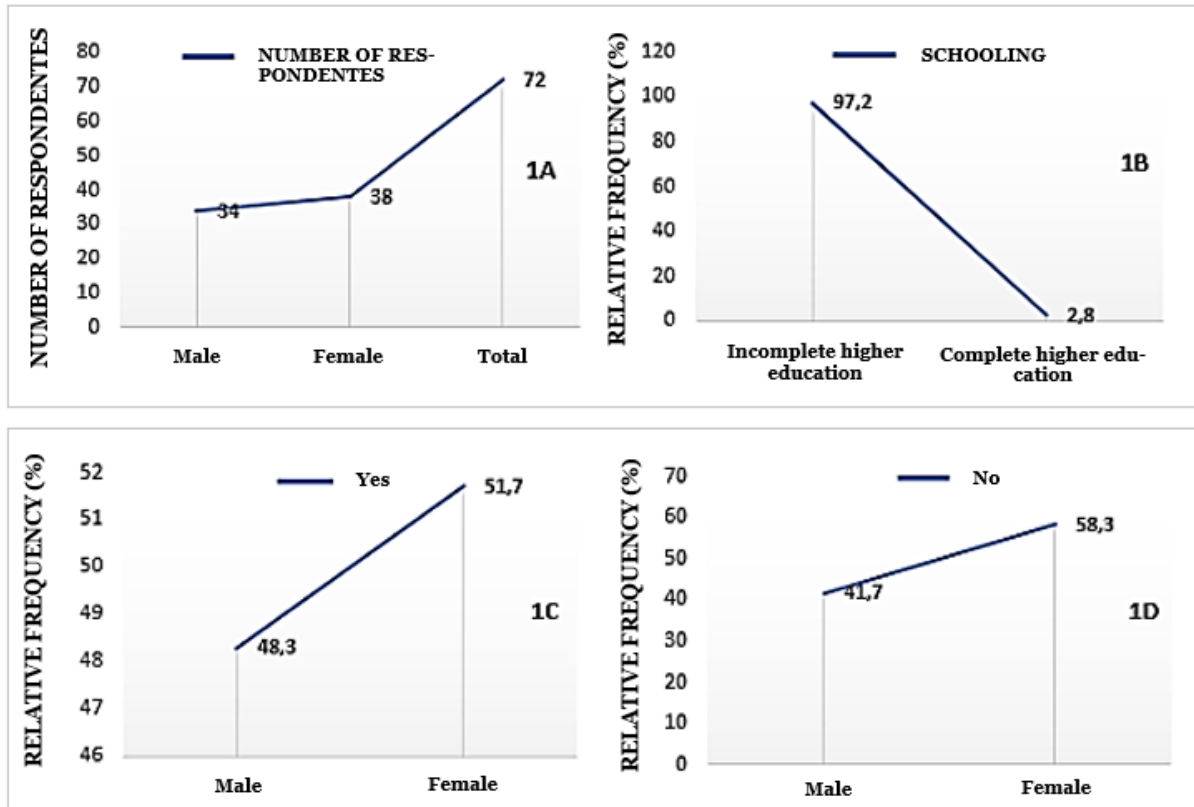 NUMBER OF RESPONDENTES
80
70
60
50
40
30
20
10
0
NUMBER OF RES-
PONDENTES
34
38
72
1A
Male
Female
Total
RELATIVE FREQUENCY (%)
120
100
80
60
40
20
0
SCHOOLING
97,2
2,8
1B
Incomplete higher
education
Complete higher edu-
cation
RELATIVE FREQUENCY (%)
52
51
50
49
48
47
46
Yes
48,3
51,7
1C
Male
Female
RELATIVE FREQUENCY (%)
70
60
50
40
30
20
10
0
No
41,7
58,3
1D
Male
Female